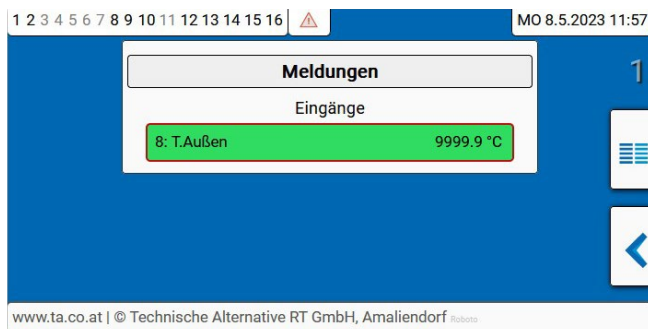 1 2 3 4 5 6 7 8 9 10 11 12 13 14 15 16
MO 8.5.2023 11:57
Meldungen
1
Eingänge
8: T.Außen 9999.9 °C
www.ta.co.at | © Technische Alternative RT GmbH, Amaliendorf Roboto